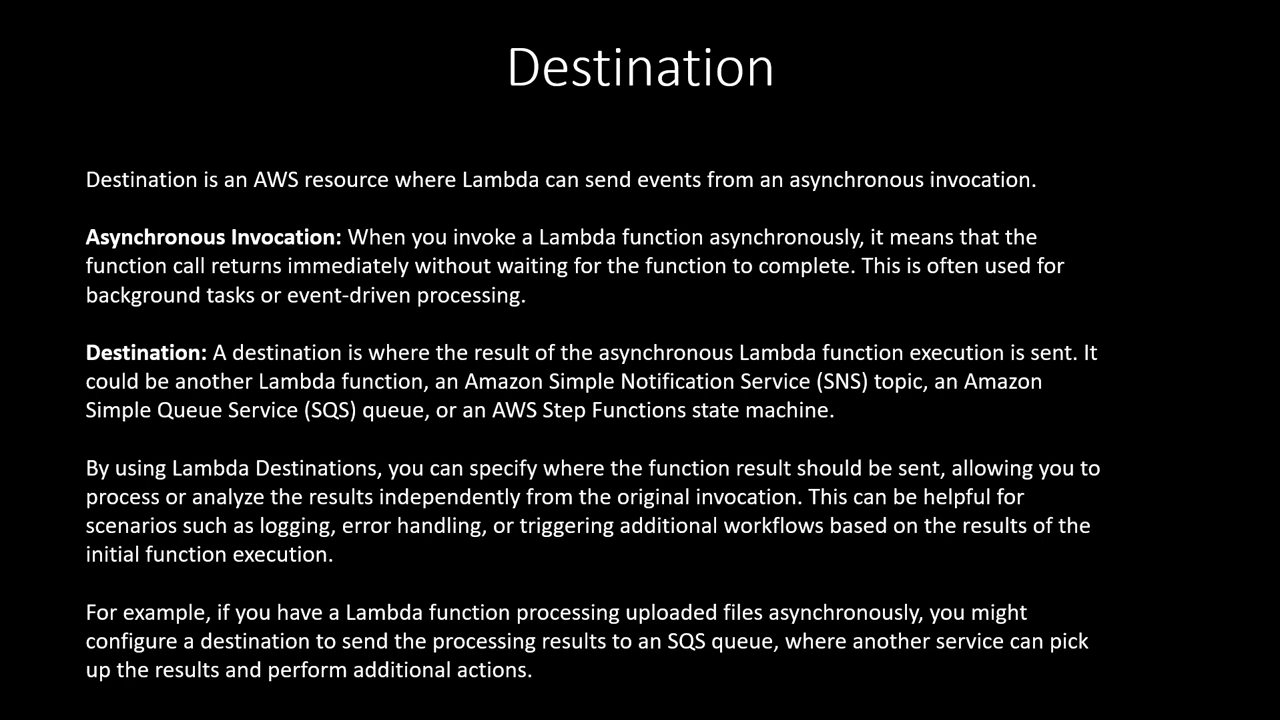 Destination
Destination is an AWS resource where Lambda can send events from an asynchronous invocation.
Asynchronous Invocation: When you invoke a Lambda function asynchronously, it means that the
function call returns immediately without waiting for the function to complete. This is often used for
background tasks or event-driven processing.
Destination: A destination is where the result of the asynchronous Lambda function execution is sent. It
could be another Lambda function, an Amazon Simple Notification Service (SNS) topic, an Amazon
Simple Queue Service (SQS) queue, or an AWS Step Functions state machine.
By using Lambda Destinations, you can specify where the function result should be sent, allowing you to
process or analyze the results independently from the original invocation. This can be helpful for
scenarios such as logging, error handling, or triggering additional workflows based on the results of the
initial function execution.
For example, if you have a Lambda function processing uploaded files asynchronously, you might
configure a destination to send the processing results to an SQS queue, where another service can pick
up the results and perform additional actions.